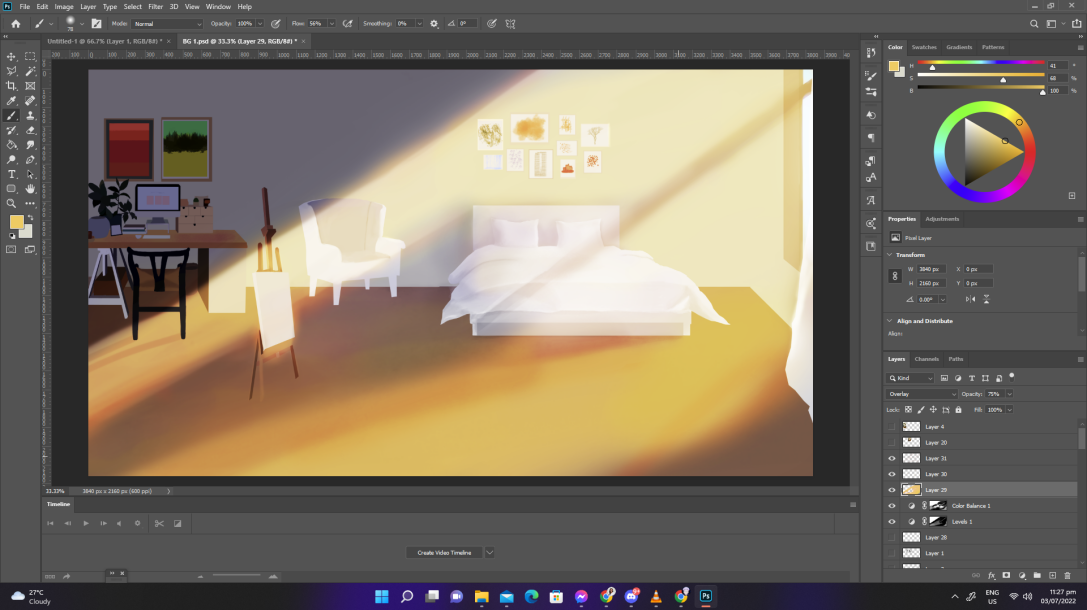 Ps File Edit Image Layer Type Select Filter 3D View Window Help
Mode: Normal Opacity: 100% Flow: 56% Smoothing: 0% 0°
Untitled-1 @ 66.7% (Layer 1, RGB/8#) * × BG 1.psd @ 33.3% (Layer 29, RGB/8#) * ×
Color Swatches Gradients Patterns
H 41 °
S 68 %
B 100 %
Properties Adjustments
Pixel Layer
Transform
W 3840 px X 0 px
H 2160 px Y 0 px
0.00°
Align and Distribute
Align:
Layers Channels Paths
Kind
Overlay Opacity: 75%
Lock: Fill: 100%
Layer 4
Layer 20
Layer 31
Layer 30
Layer 29
Color Balance 1
Levels 1
Layer 28
Layer 1
33.33% 3840 px x 2160 px (600 ppi)
Timeline
Create Video Timeline
27°C
Cloudy
Ps
ENG
US
11:27 pm
03/07/2022